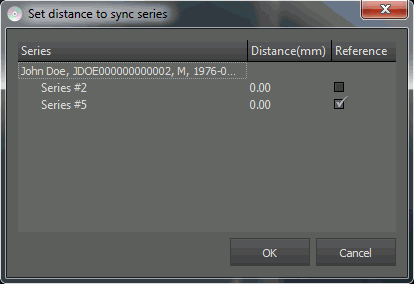 Set distance to sync series
Series Distance(mm) Reference
John Doe, JDOE000000000002, M, 1976-0...
Series #2 0.00
Series #5 0.00
OK Cancel